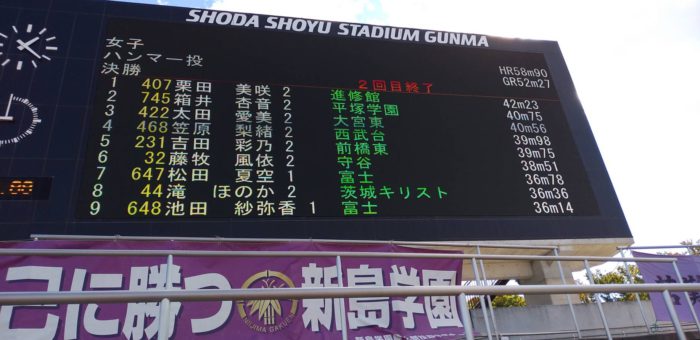 SHODA SHOYU STADIUM GUNMA
女子
ハンマー投
決勝
HR58m90
GR52m27
2回目終了
1 407 栗田 美咲 2 進修館 42m23
2 745 箱井 杏音 2 平塚学園 40m75
3 422 太田 愛美 2 大宮東 40m56
4 468 笠原 梨緒 2 西武台 39m98
5 231 吉田 彩乃 2 前橋東 39m75
6 32 藤牧 風依 2 守谷 38m51
7 647 松田 夏空 1 富士 36m78
8 44 滝 ほのか 2 茨城キリスト 36m36
9 648 池田 紗弥香 1 富士 36m14
.00
己に勝つ 新島学園
NIIJIMA GAKUEN